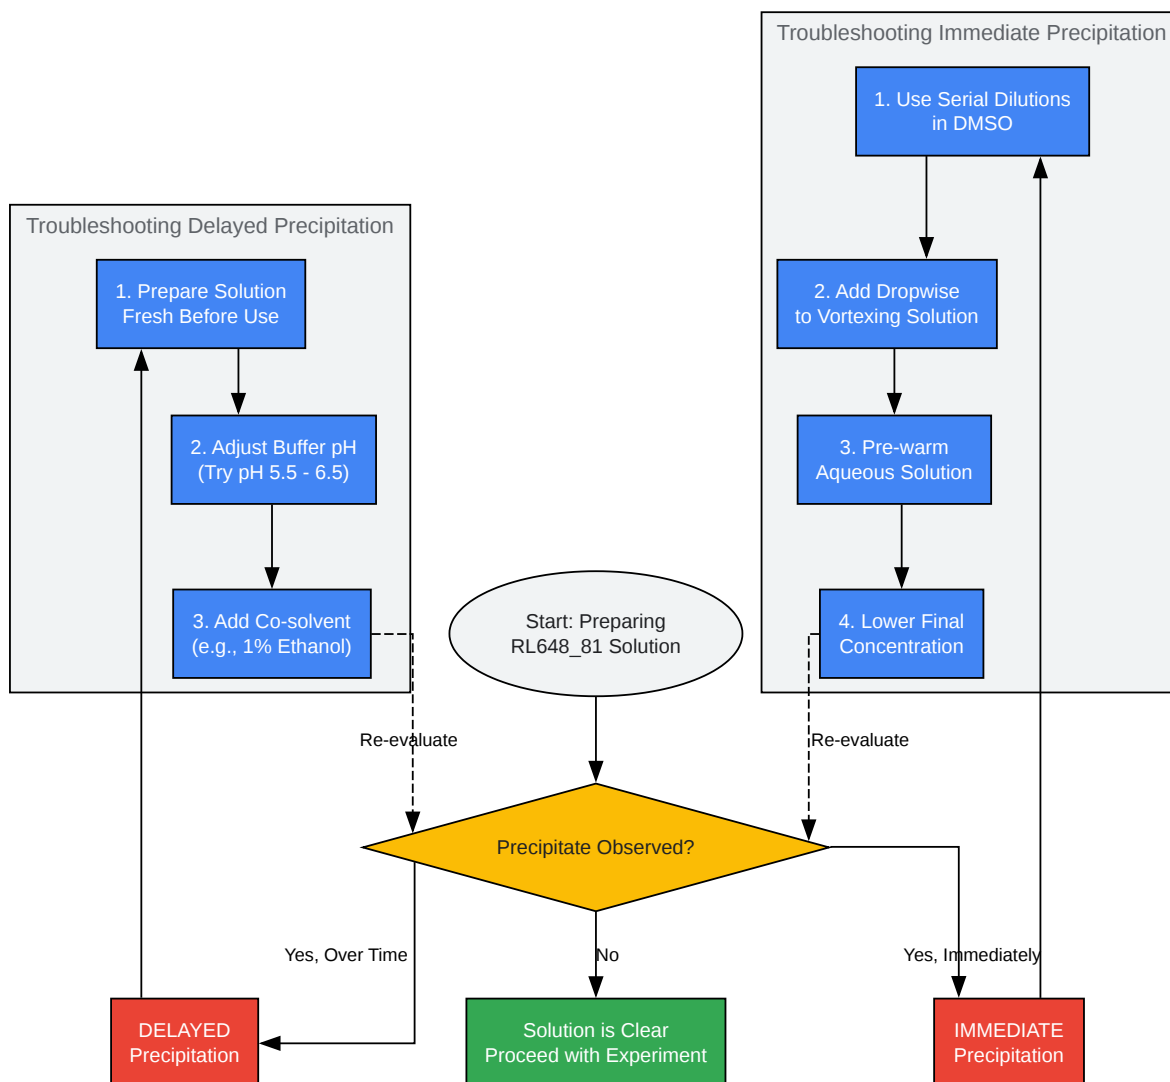 Troubleshooting Immediate Precipitation
1. Use Serial Dilutions
in DMSO
2. Add Dropwise
to Vortexing Solution
3. Pre-warm
Aqueous Solution
4. Lower Final
Concentration
Troubleshooting Delayed Precipitation
1. Prepare Solution
Fresh Before Use
2. Adjust Buffer pH
(Try pH 5.5 - 6.5)
3. Add Co-solvent
(e.g., 1% Ethanol)
Start: Preparing
RL648_81 Solution
Re-evaluate
Re-evaluate
Precipitate Observed?
Yes, Over Time
No
Yes, Immediately
DELAYED
Precipitation
Solution is Clear
Proceed with Experiment
IMMEDIATE
Precipitation